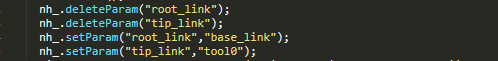 nh_.deleteParam("root_link");
nh_.deleteParam("tip_link");
nh_.setParam("root_link","base_link");
nh_.setParam("tip_link","tool0");